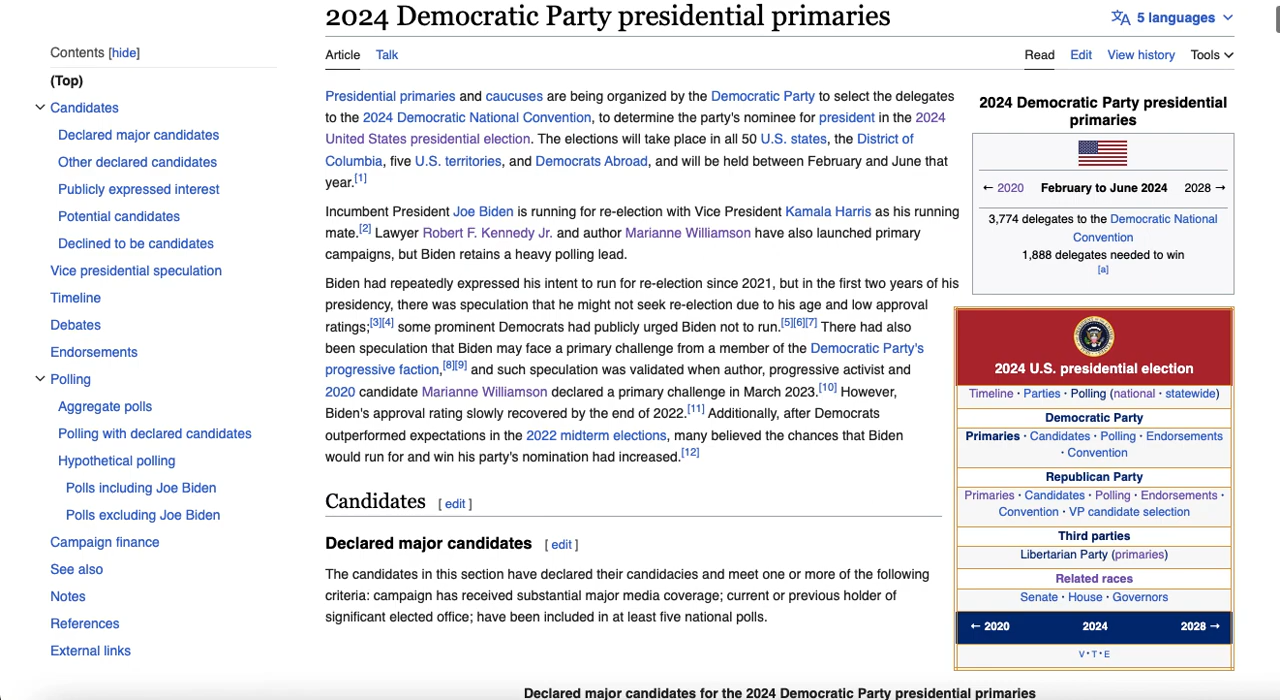 2024 Democratic Party presidential primaries
5 languages
Article Talk
Read Edit View history Tools
Contents [hide]
(Top)
Candidates
Declared major candidates
Other declared candidates
Publicly expressed interest
Potential candidates
Declined to be candidates
Vice presidential speculation
Timeline
Debates
Endorsements
Polling
Aggregate polls
Polling with declared candidates
Hypothetical polling
Polls including Joe Biden
Polls excluding Joe Biden
Campaign finance
See also
Notes
References
External links
Presidential primaries and caucuses are being organized by the Democratic Party to select the delegates
to the 2024 Democratic National Convention, to determine the party's nominee for president in the 2024
United States presidential election. The elections will take place in all 50 U.S. states, the District of
Columbia, five U.S. territories, and Democrats Abroad, and will be held between February and June that
year.[1]
Incumbent President Joe Biden is running for re-election with Vice President Kamala Harris as his running
mate.[2] Lawyer Robert F. Kennedy Jr. and author Marianne Williamson have also launched primary
campaigns, but Biden retains a heavy polling lead.
Biden had repeatedly expressed his intent to run for re-election since 2021, but in the first two years of his
presidency, there was speculation that he might not seek re-election due to his age and low approval
ratings;[3][4] some prominent Democrats had publicly urged Biden not to run.[5][6][7] There had also
been speculation that Biden may face a primary challenge from a member of the Democratic Party's
progressive faction,[8][9] and such speculation was validated when author, progressive activist and
2020 candidate Marianne Williamson declared a primary challenge in March 2023.[10] However,
Biden's approval rating slowly recovered by the end of 2022.[11] Additionally, after Democrats
outperformed expectations in the 2022 midterm elections, many believed the chances that Biden
would run for and win his party's nomination had increased.[12]
Candidates [ edit ]
Declared major candidates [ edit ]
The candidates in this section have declared their candidacies and meet one or more of the following
criteria: campaign has received substantial major media coverage; current or previous holder of
significant elected office; have been included in at least five national polls.
Declared major candidates for the 2024 Democratic Party presidential primaries
2024 Democratic Party presidential
primaries
← 2020 February to June 2024 2028 →
3,774 delegates to the Democratic National
Convention
1,888 delegates needed to win
[a]
2024 U.S. presidential election
Timeline · Parties · Polling (national · statewide)
Democratic Party
Primaries · Candidates · Polling · Endorsements
· Convention
Republican Party
Primaries · Candidates · Polling · Endorsements ·
Convention · VP candidate selection
Third parties
Libertarian Party (primaries)
Related races
Senate · House · Governors
← 2020 2024 2028 →
V · T · E